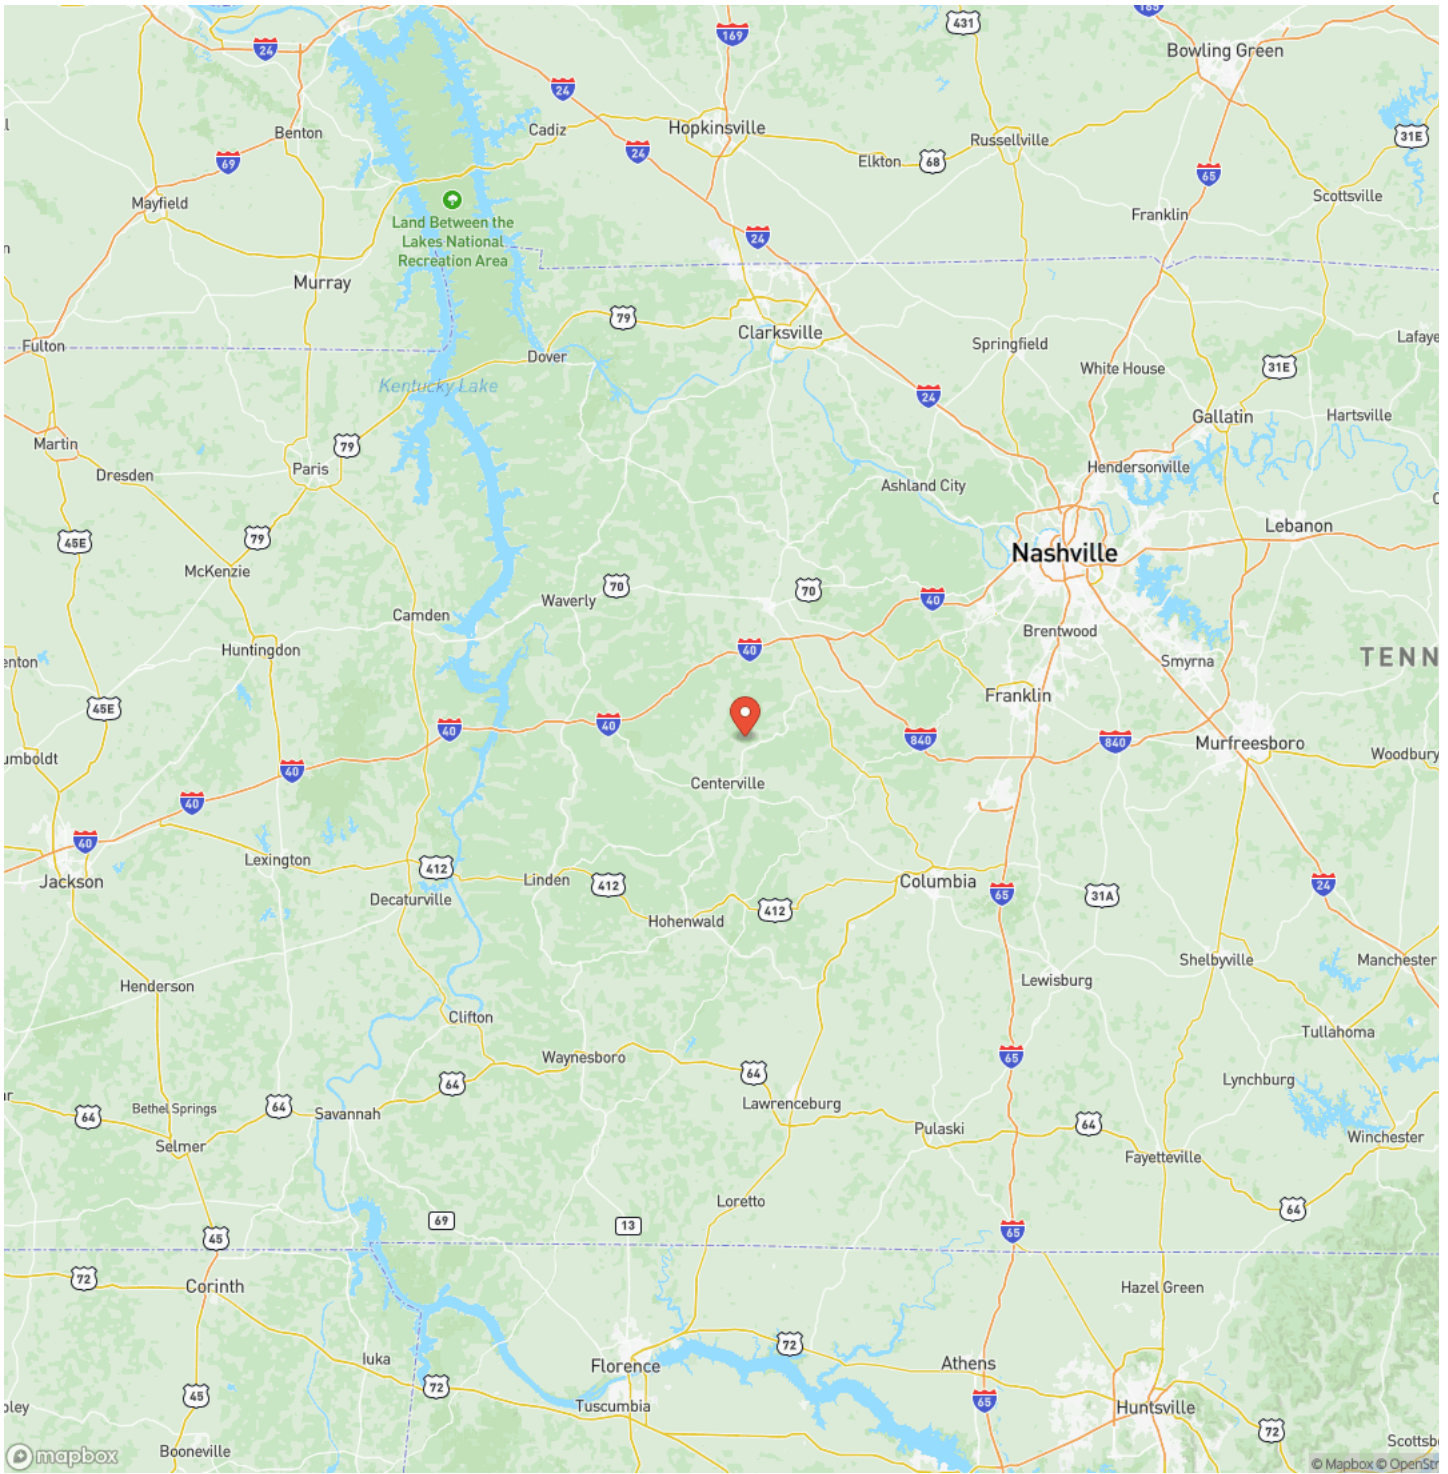 431
165
169
Bowling Green
24
24
Hopkinsville
Cadiz
Benton
31E
Russellville
24
Elkton
68
69
65
Scottsville
Mayfield
Land Between the
Lakes National
Recreation Area
Franklin
24
Murray
79
Clarksville
Springfield
Fulton
Dover
White House
31E
Kentucky Lake
24
Gallatin
Hartsville
Martin
79
Hendersonville
Paris
Dresden
Ashland City
Lebanon
45E
79
Nashville
McKenzie
70
70
40
Waverly
Camden
Brentwood
Huntingdon
40
TENN
Smyrna
Franklin
45E
40
40
840
840
Murfreesboro
Woodbury
umboldt
40
Centerville
40
40
Lexington
412
Jackson
Linden
412
Columbia
65
31A
24
Decaturville
412
Hohenwald
Shelbyville
Manchester
Lewisburg
Henderson
Clifton
Tullahoma
Waynesboro
65
64
64
Lynchburg
Lawrenceburg
Bethel Springs
64
64
Savannah
64
Pulaski
Winchester
Selmer
Fayetteville
Loretto
64
69
13
65
45
72
Corinth
Hazel Green
72
Iuka
Florence
Athens
72
45
65
Tuscumbia
Huntsville
72
Booneville
mapbox
© Mapbox © OpenStr